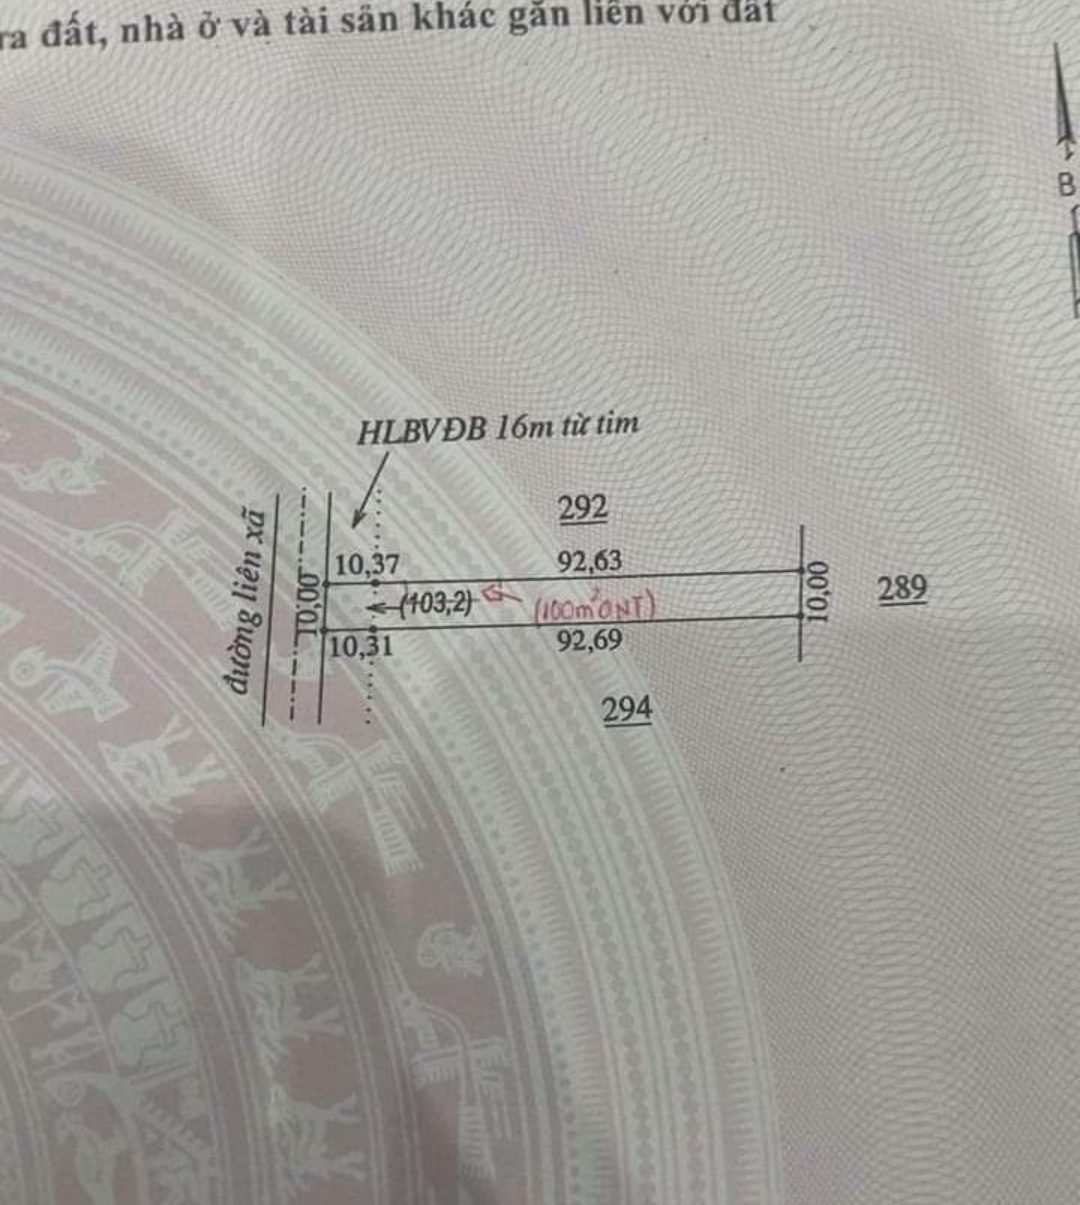 ra đất, nhà ở và tài sản khác gắn liền với đất
B
HLBVĐB 16m từ tim
đường liên xã
292
10,37
92,63
10,00
(103,2)
(100m² ONT)
10,00
289
10,31
92,69
294